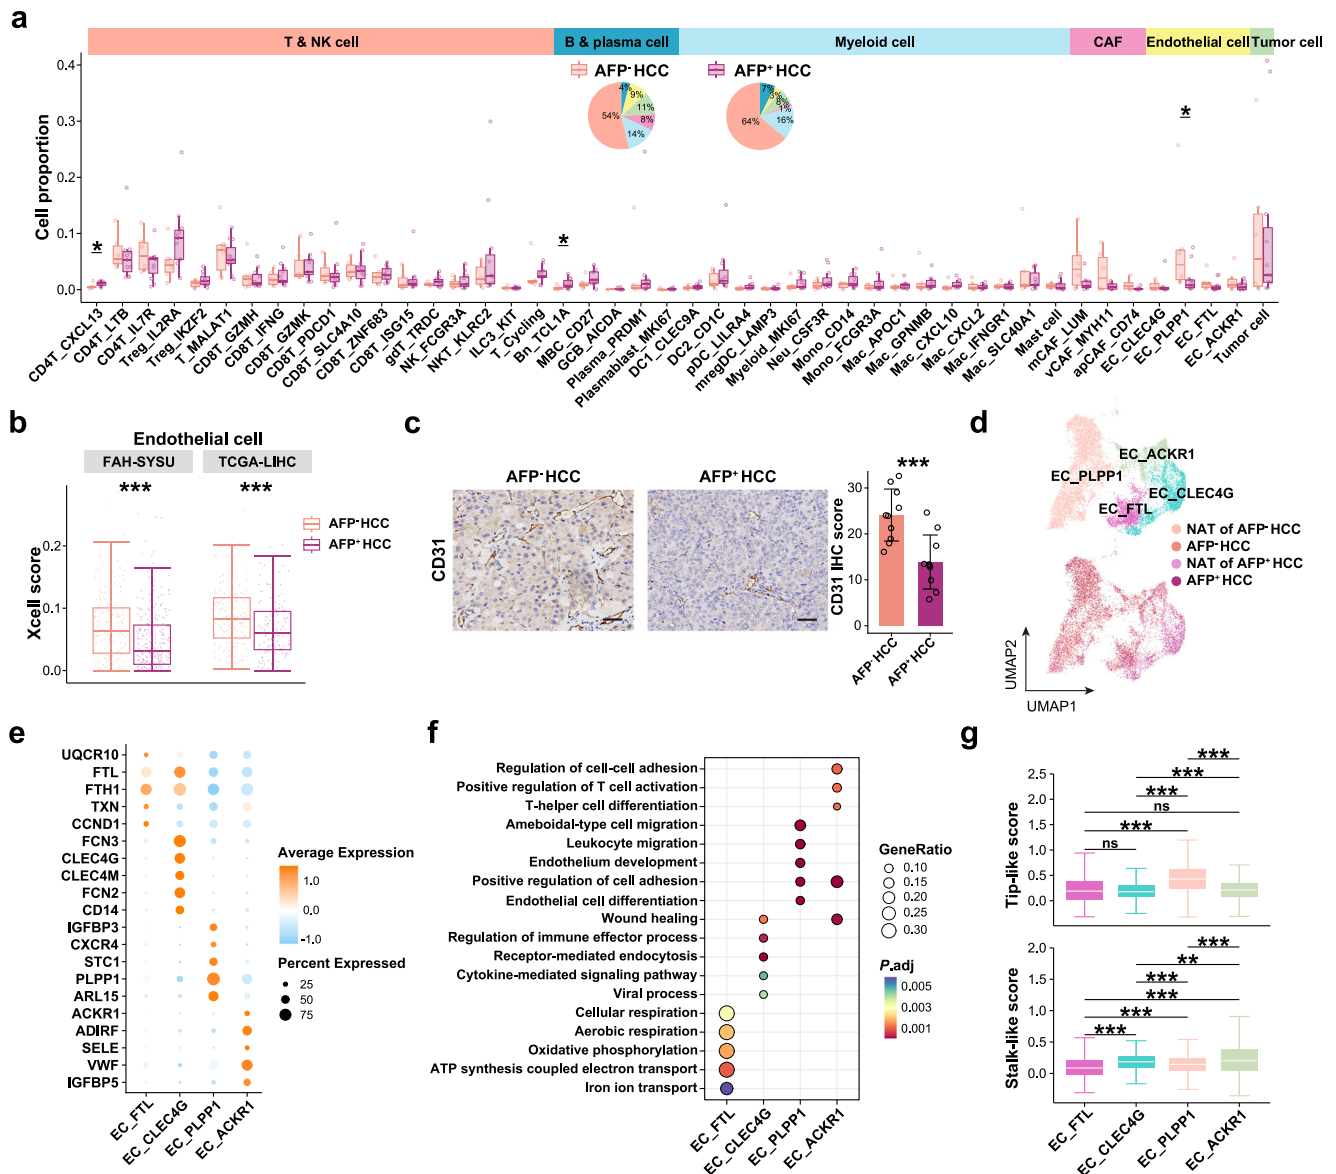 a
T & NK cell
B & plasma cell
Myeloid cell
CAF
Endothelial cell
Tumor cell
AFP⁻HCC
AFP⁺HCC
4%
9%
11%
8%
14%
54%
7%
3%
8%
1%
16%
64%
Cell proportion
0.4
0.3
0.2
0.1
0.0
*
*
*
CD4T_CXCL13
CD4T_LTB
CD4T_IL7R
Treg_IL2RA
Treg_IKZF2
T_MALAT1
CD8T_GZMH
CD8T_IFNG
CD8T_GZMK
CD8T_PDCD1
CD8T_SLC4A10
CD8T_ZNF683
CD8T_ISG15
gdT_TRDC
NK_FCGR3A
NKT_KLRC2
ILC3_KIT
T_Cycling
Bn_TCL1A
MBC_CD27
GCB_AICDA
Plasma_PRDM1
Plasmablast_MKI67
DC1_CLEC9A
DC2_CD1C
pDC_LILRA4
mregDC_LAMP3
Myeloid_MKI67
Neu_CSF3R
Mono_CD14
Mono_FCGR3A
Mac_APOC1
Mac_GPNMB
Mac_CXCL10
Mac_CXCL2
Mac_IFNGR1
Mac_SLC40A1
Mast cell
mCAF_LUM
vCAF_MYH11
apCAF_CD74
EC_CLEC4G
EC_PLPP1
EC_FTL
EC_ACKR1
Tumor cell
b
Endothelial cell
FAH-SYSU
TCGA-LIHC
***
***
AFP⁻HCC
AFP⁺HCC
Xcell score
0.2
0.1
0.0
c
AFP⁻HCC
AFP⁺HCC
CD31
***
CD31 IHC score
30
20
10
0
AFP⁻HCC
AFP⁺HCC
d
EC_ACKR1
EC_PLPP1
EC_CLEC4G
EC_FTL
NAT of AFP⁻HCC
AFP⁻HCC
NAT of AFP⁺HCC
AFP⁺HCC
UMAP2
UMAP1
e
UQCR10
FTL
FTH1
TXN
CCND1
FCN3
CLEC4G
CLEC4M
FCN2
CD14
IGFBP3
CXCR4
STC1
PLPP1
ARL15
ACKR1
ADIRF
SELE
VWF
IGFBP5
EC_FTL
EC_CLEC4G
EC_PLPP1
EC_ACKR1
Average Expression
1.0
0.0
-1.0
Percent Expressed
25
50
75
f
Regulation of cell-cell adhesion
Positive regulation of T cell activation
T-helper cell differentiation
Ameboidal-type cell migration
Leukocyte migration
Endothelium development
Positive regulation of cell adhesion
Endothelial cell differentiation
Wound healing
Regulation of immune effector process
Receptor-mediated endocytosis
Cytokine-mediated signaling pathway
Viral process
Cellular respiration
Aerobic respiration
Oxidative phosphorylation
ATP synthesis coupled electron transport
Iron ion transport
EC_FTL
EC_CLEC4G
EC_PLPP1
EC_ACKR1
GeneRatio
0.10
0.15
0.20
0.25
0.30
P.adj
0.005
0.003
0.001
g
Tip-like score
2.5
2.0
1.5
1.0
0.5
0.0
***
***
***
ns
***
ns
Stalk-like score
2.0
1.5
1.0
0.5
0.0
***
**
***
***
***
***
EC_FTL
EC_CLEC4G
EC_PLPP1
EC_ACKR1